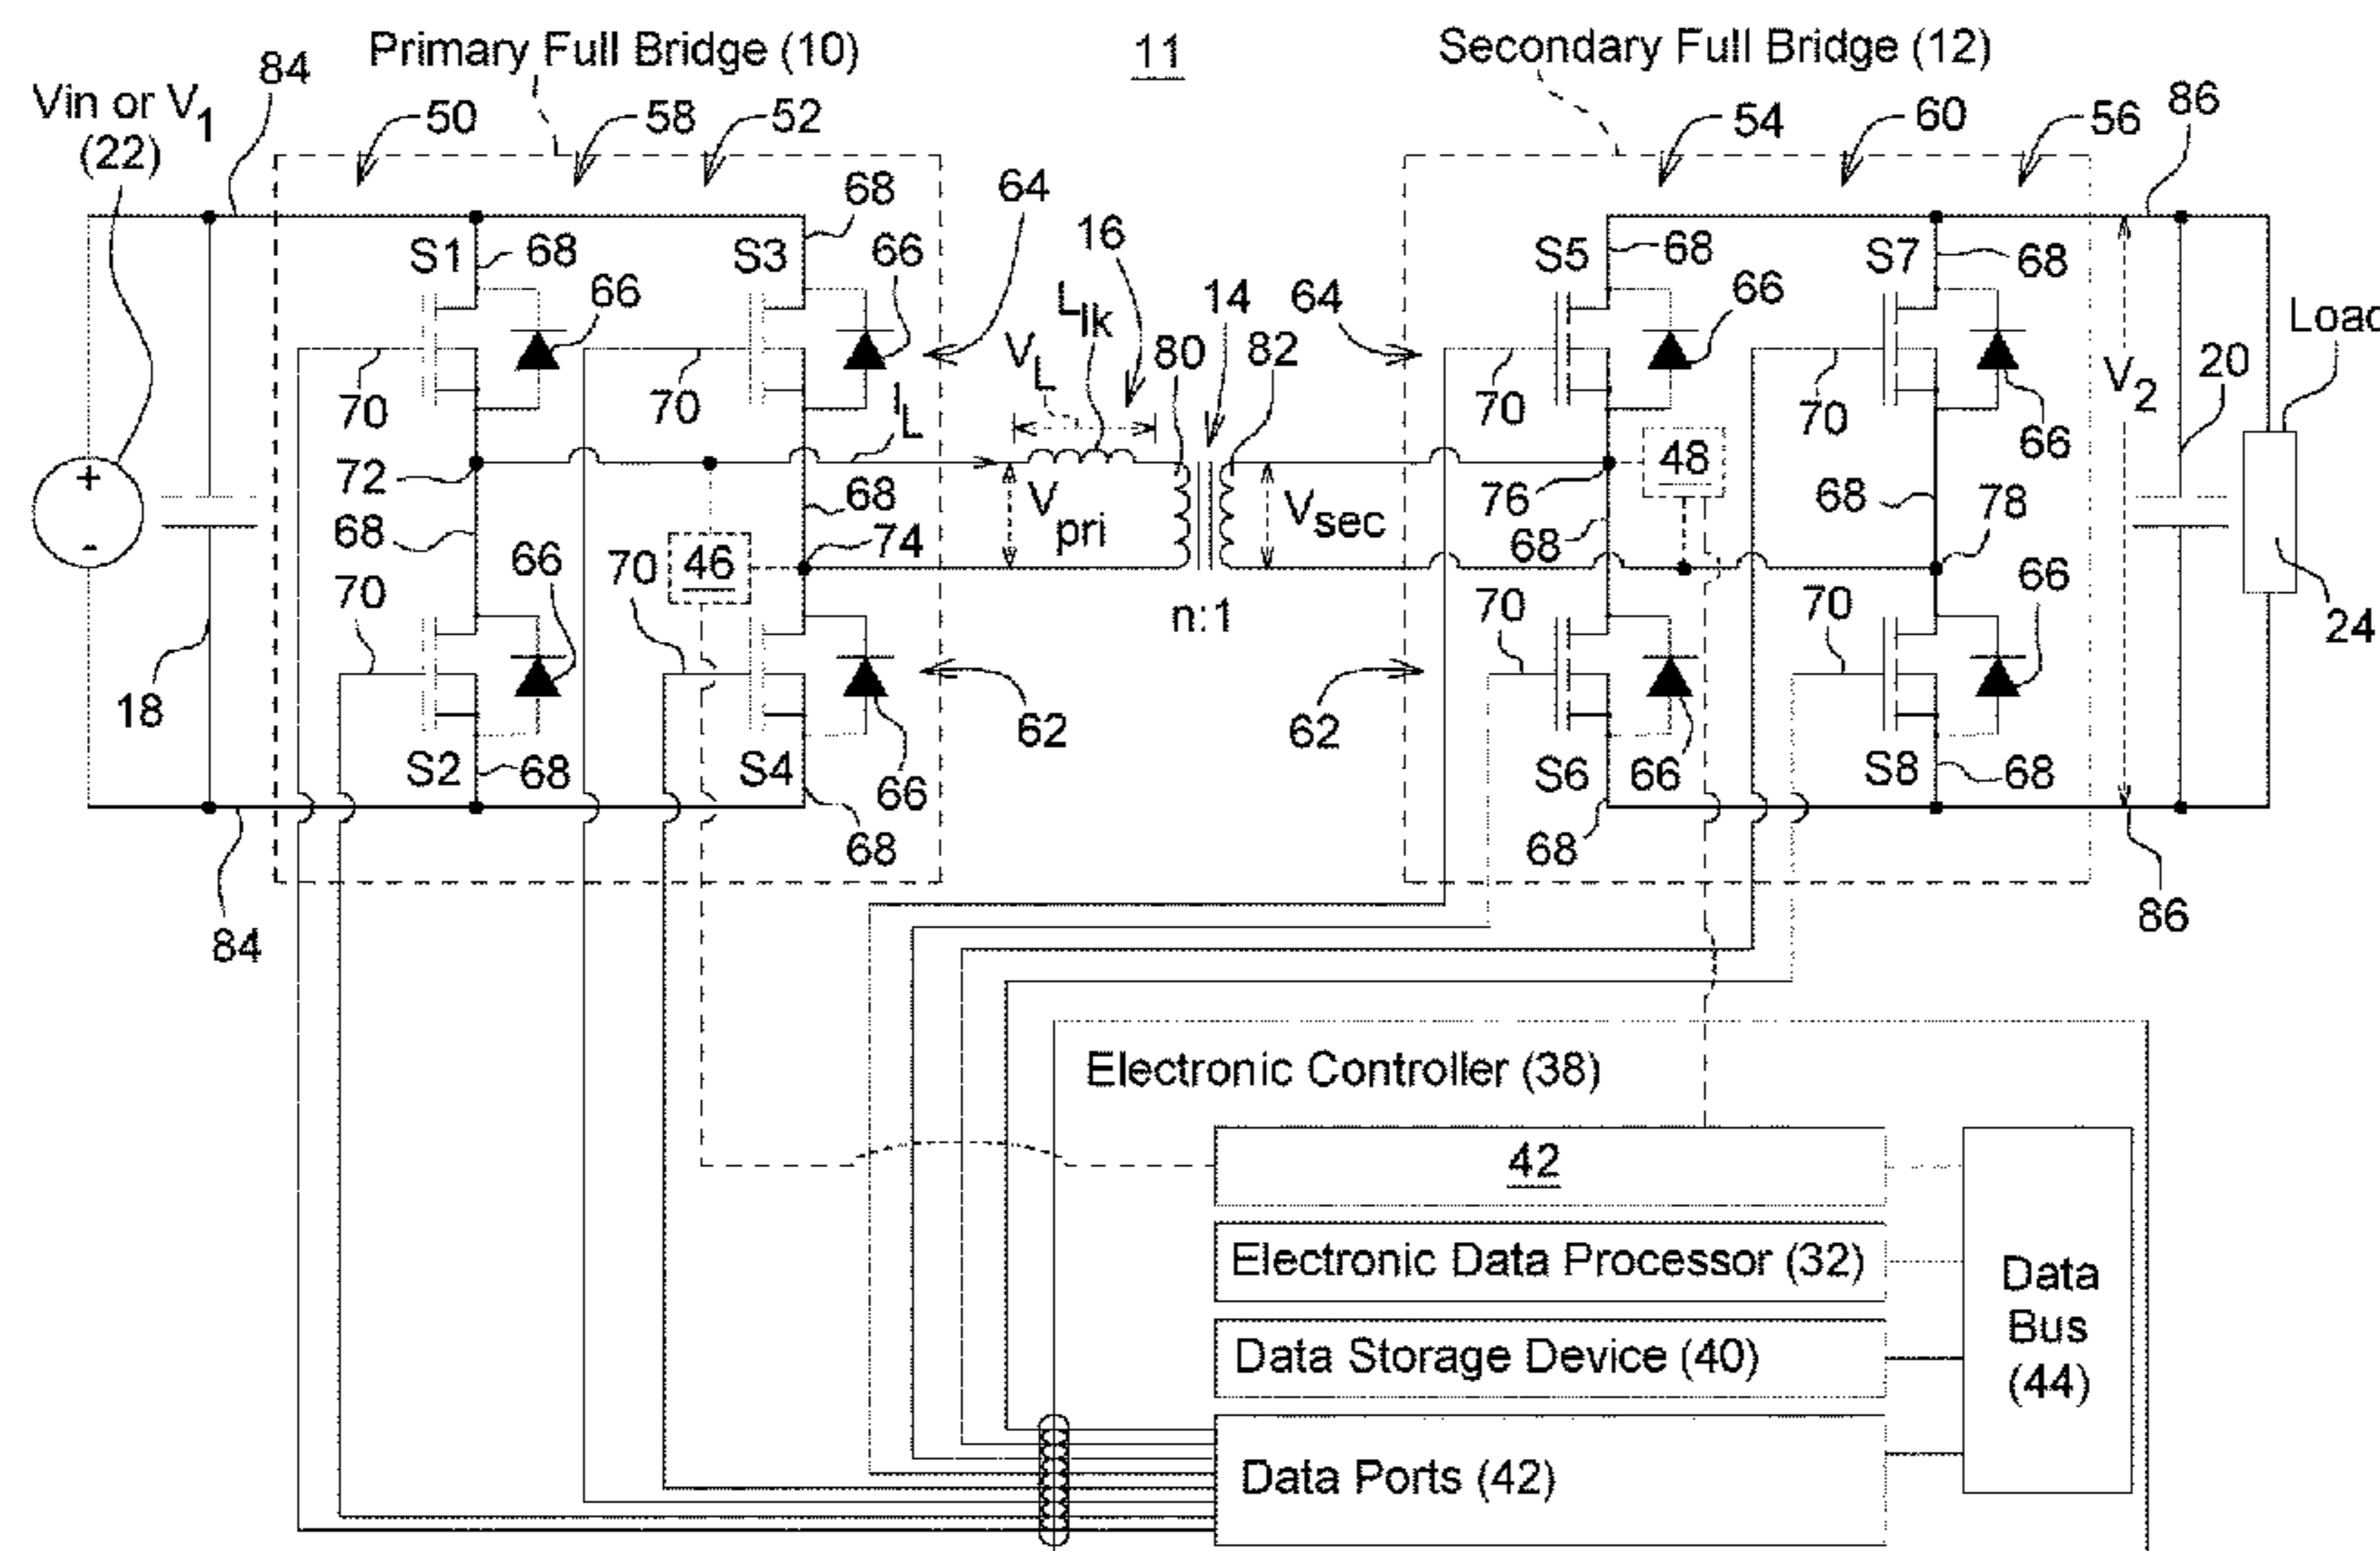 Primary Full Bridge (10)
11
Secondary Full Bridge (12)
Vin or V1
(22)
84
50
58
52
54
60
56
86
68
64
16
S1
68
66
S3
66
Llk
14
64
S5
68
66
S7
68
VL
80
82
Load
70
70
IL
70
70
66
V2
20
72
68
Vpri
Vsec
76
48
68
78
+
-
68
66
46
74
68
70
70
n:1
70
70
66
24
18
62
62
S2
68
S4
66
S6
66
S8
68
68
68
84
86
Electronic Controller (38)
42
Electronic Data Processor (32)
Data Storage Device (40)
Data Ports (42)
Data
Bus
(44)